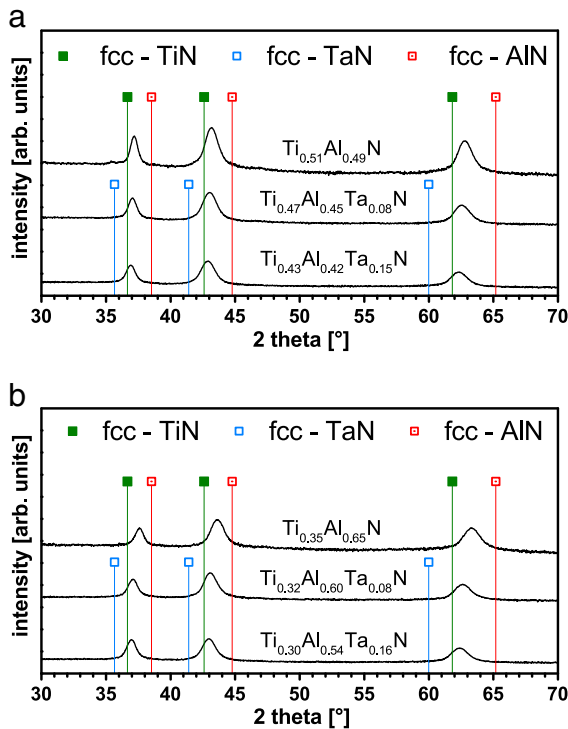 a
fcc - TiN fcc - TaN fcc - AlN
Ti0.51Al0.49N
Ti0.47Al0.45Ta0.08N
Ti0.43Al0.42Ta0.15N
intensity [arb. units]
30 35 40 45 50 55 60 65 70
2 theta [°]
b
fcc - TiN fcc - TaN fcc - AlN
Ti0.35Al0.65N
Ti0.32Al0.60Ta0.08N
Ti0.30Al0.54Ta0.16N
intensity [arb. units]
30 35 40 45 50 55 60 65 70
2 theta [°]